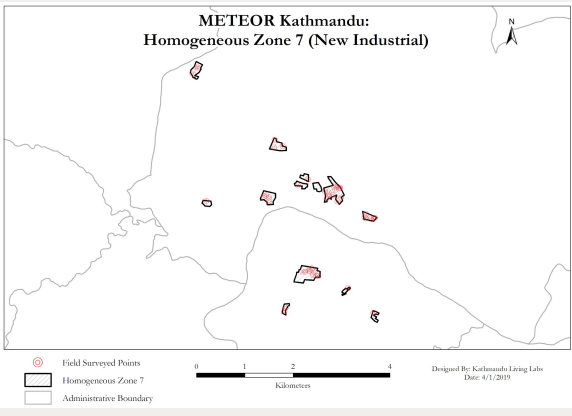 METEOR Kathmandu:
Homogeneous Zone 7 (New Industrial)
N
Field Surveyed Points
Homogeneous Zone 7
Administrative Boundary
0 1 2 4
Kilometers
Designed By: Kathmandu Living Labs
Date: 4/1/2019